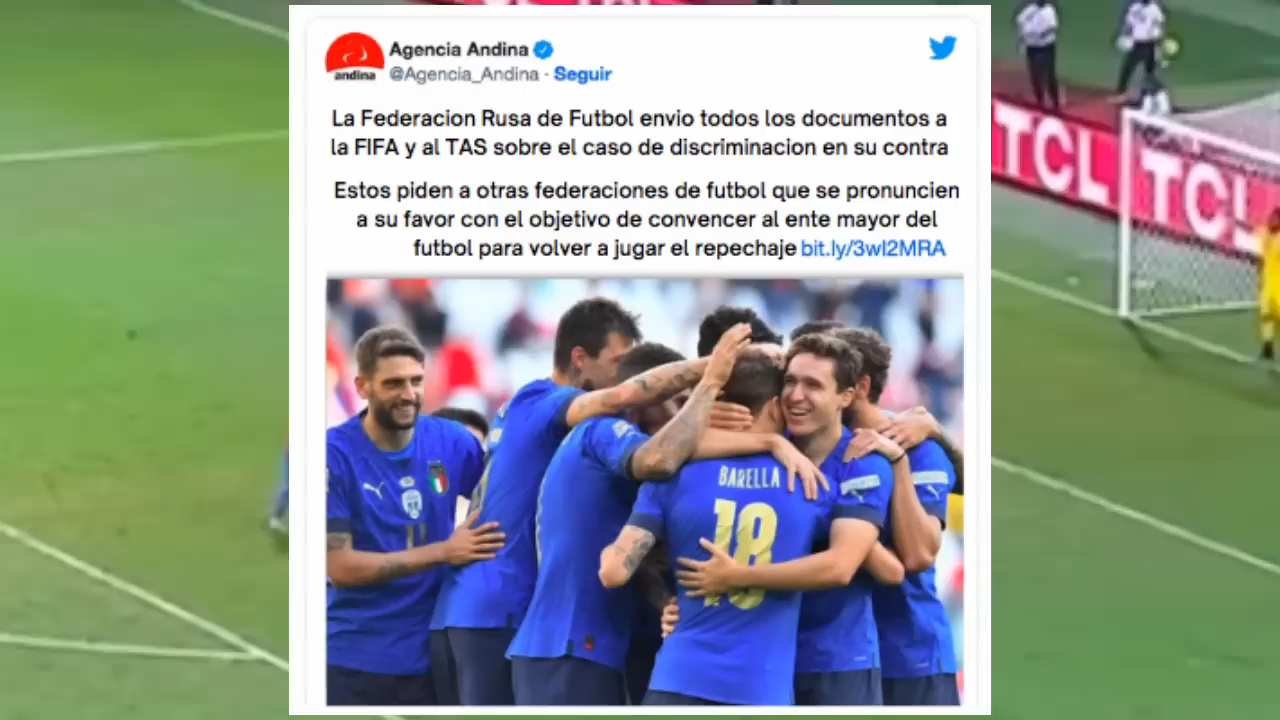 Agencia Andina
andina
@Agencia_Andina · Seguir
La Federacion Rusa de Futbol envio todos los documentos a
la FIFA y al TAS sobre el caso de discriminacion en su contra
Estos piden a otras federaciones de futbol que se pronuncien
a su favor con el objetivo de convencer al ente mayor del
futbol para volver a jugar el repechaje bit.ly/3wI2MRA
BARELLA
18
TCL
TCL